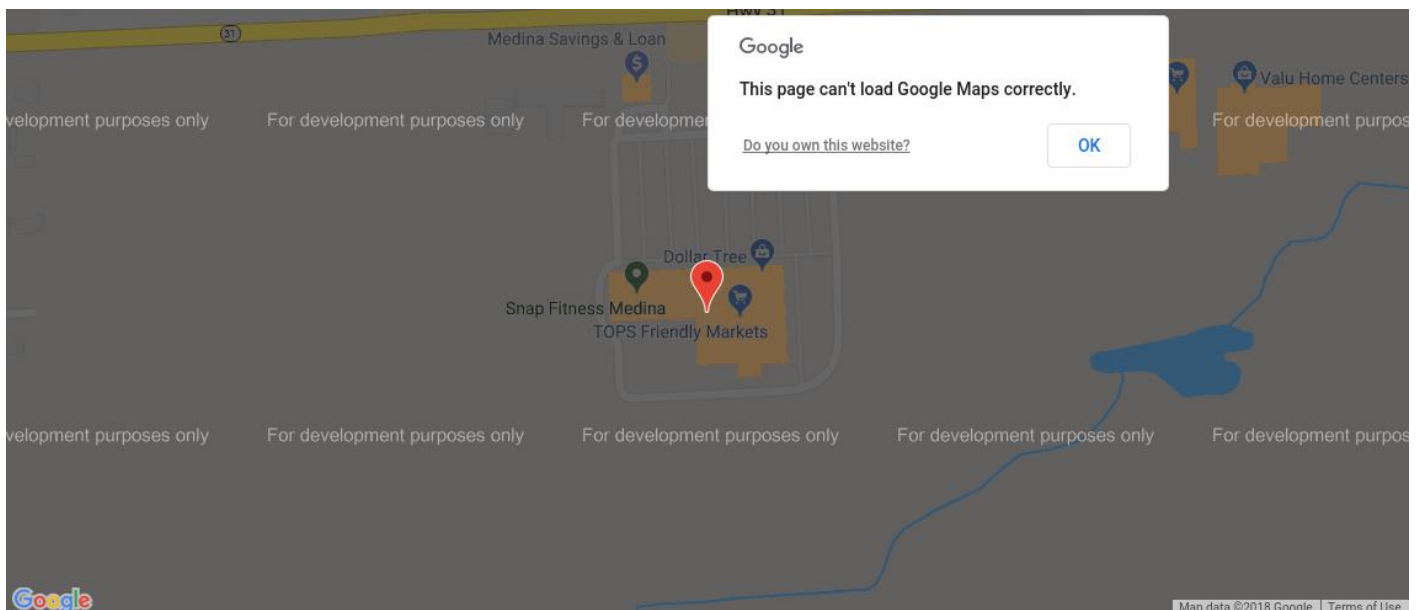 Hwy 31
31
Medina Savings & Loan
Google
This page can't load Google Maps correctly.
Do you own this website?
OK
Valu Home Centers
velopment purposes only
For development purposes only
For developmen
For development purpos
Dollar Tree
Snap Fitness Medina
TOPS Friendly Markets
velopment purposes only
For development purposes only
For development purposes only
For development purposes only
For development purpos
Google
Map data ©2018 Google
Terms of Use